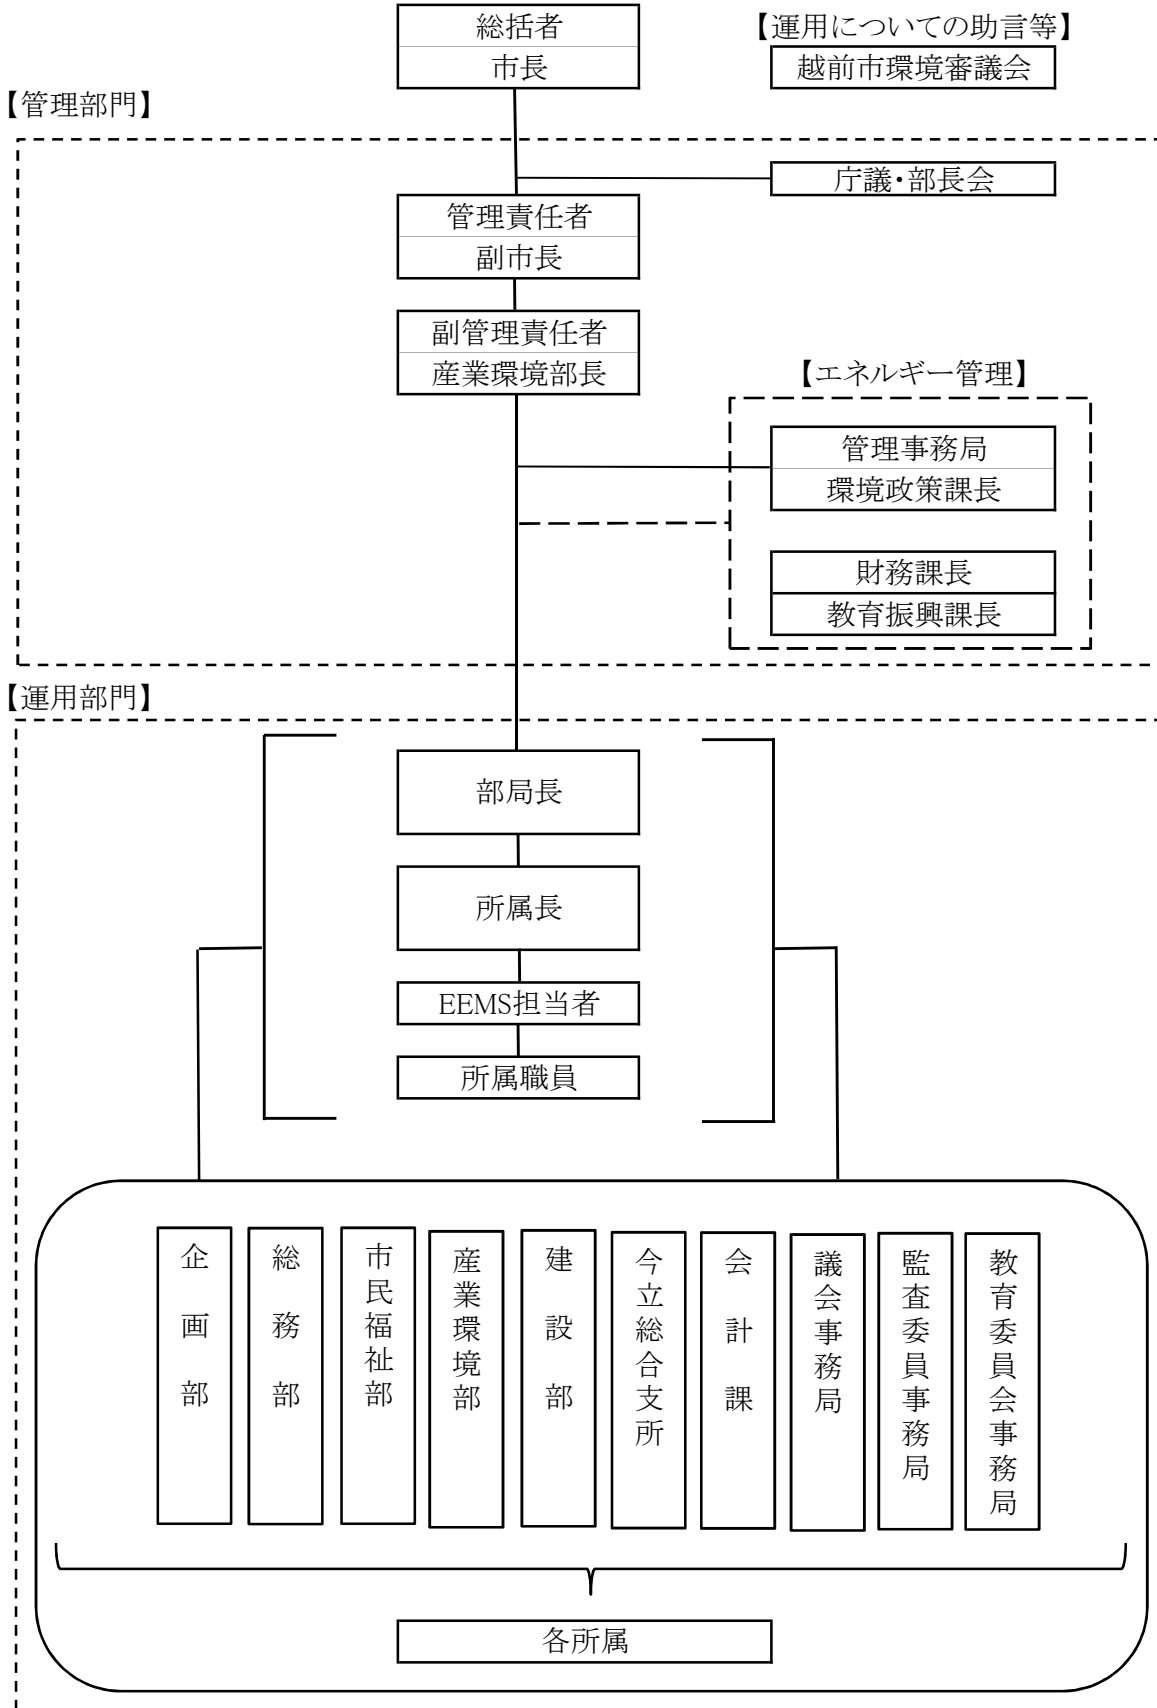 総括者
市長
【運用についての助言等】
越前市環境審議会
【管理部門】
庁議・部長会
管理責任者
副市長
副管理責任者
産業環境部長
【エネルギー管理】
管理事務局
環境政策課長
財務課長
教育振興課長
【運用部門】
部局長
所属長
EEMS担当者
所属職員
企画部
総務部
市民福祉部
産業環境部
建設部
今立総合支所
会計課
議会事務局
監査委員事務局
教育委員会事務局
各所属